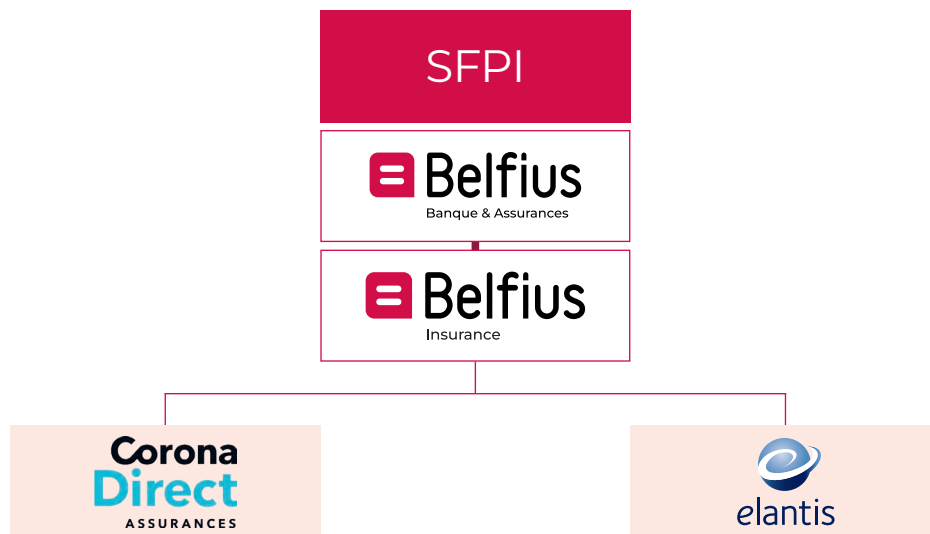 SFPI
Belfius
Banque & Assurances
Belfius
Insurance
Corona
Direct
ASSURANCES
elantis